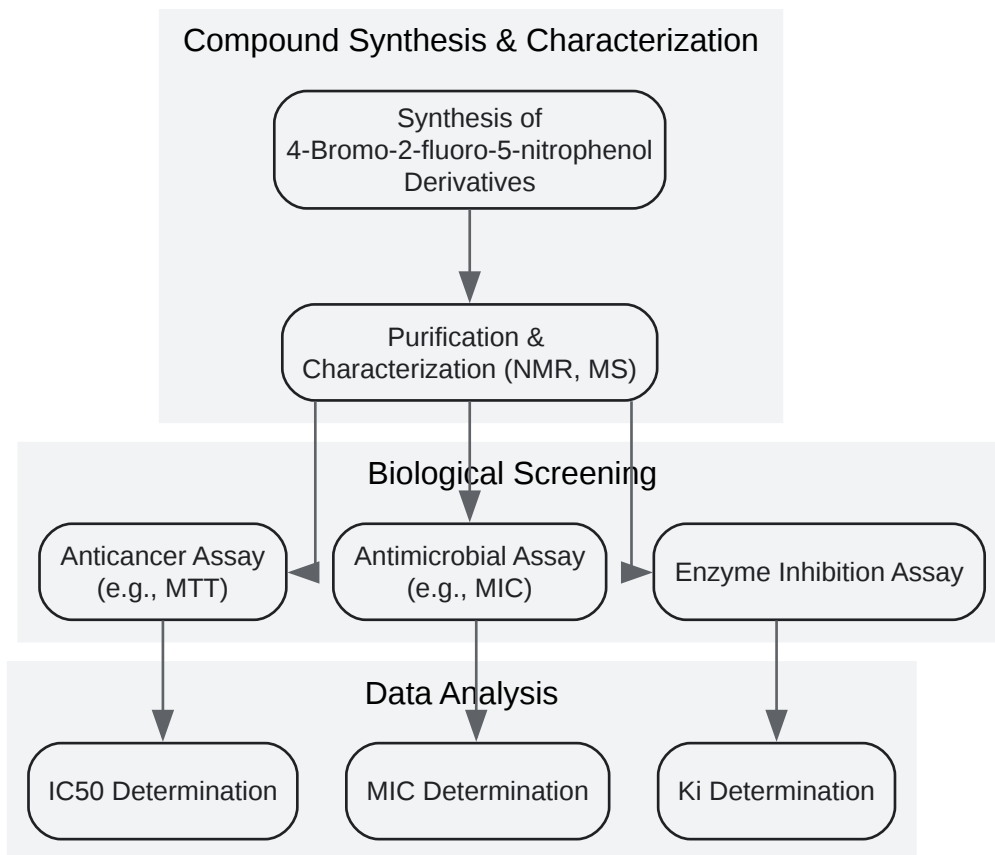 Compound Synthesis & Characterization
Synthesis of
4-Bromo-2-fluoro-5-nitrophenol
Derivatives
Purification &
Characterization (NMR, MS)
Biological Screening
Anticancer Assay
(e.g., MTT)
Antimicrobial Assay
(e.g., MIC)
Enzyme Inhibition Assay
Data Analysis
IC50 Determination
MIC Determination
Ki Determination